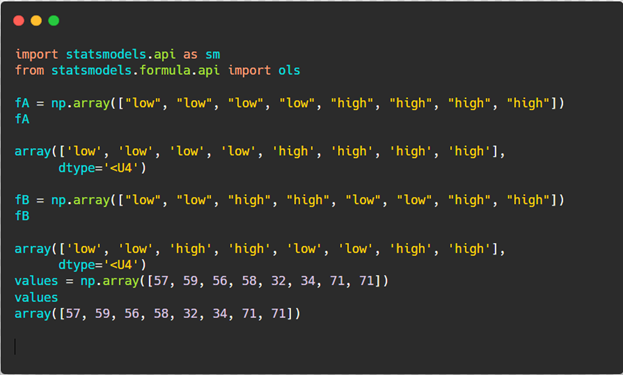 import statsmodels.api as sm
from statsmodels.formula.api import ols
fA = np.array(["low", "low", "low", "low", "high", "high", "high", "high"])
fA
array(['low', 'low', 'low', 'low', 'high', 'high', 'high', 'high'],
dtype='<U4')
fB = np.array(["low", "low", "high", "high", "low", "low", "high", "high"])
fB
array(['low', 'low', 'high', 'high', 'low', 'low', 'high', 'high'],
dtype='<U4')
values = np.array([57, 59, 56, 58, 32, 34, 71, 71])
values
array([57, 59, 56, 58, 32, 34, 71, 71])